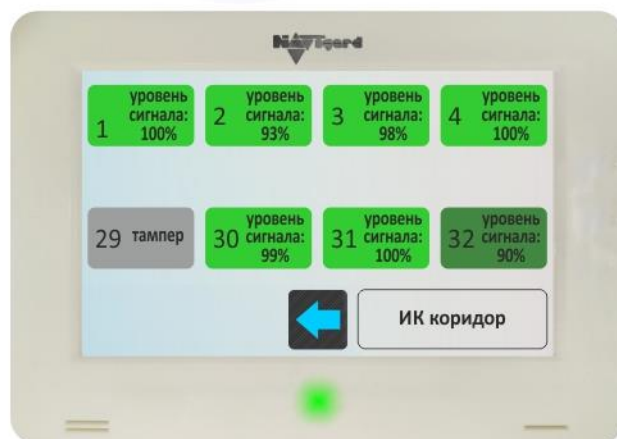 Navigard
уровень
сигнала:
1 100%
уровень
2 сигнала:
93%
уровень
3 сигнала:
98%
уровень
4 сигнала:
100%
29 тампер
уровень
30 сигнала:
99%
уровень
31 сигнала:
100%
уровень
32 сигнала:
90%
ИК коридор